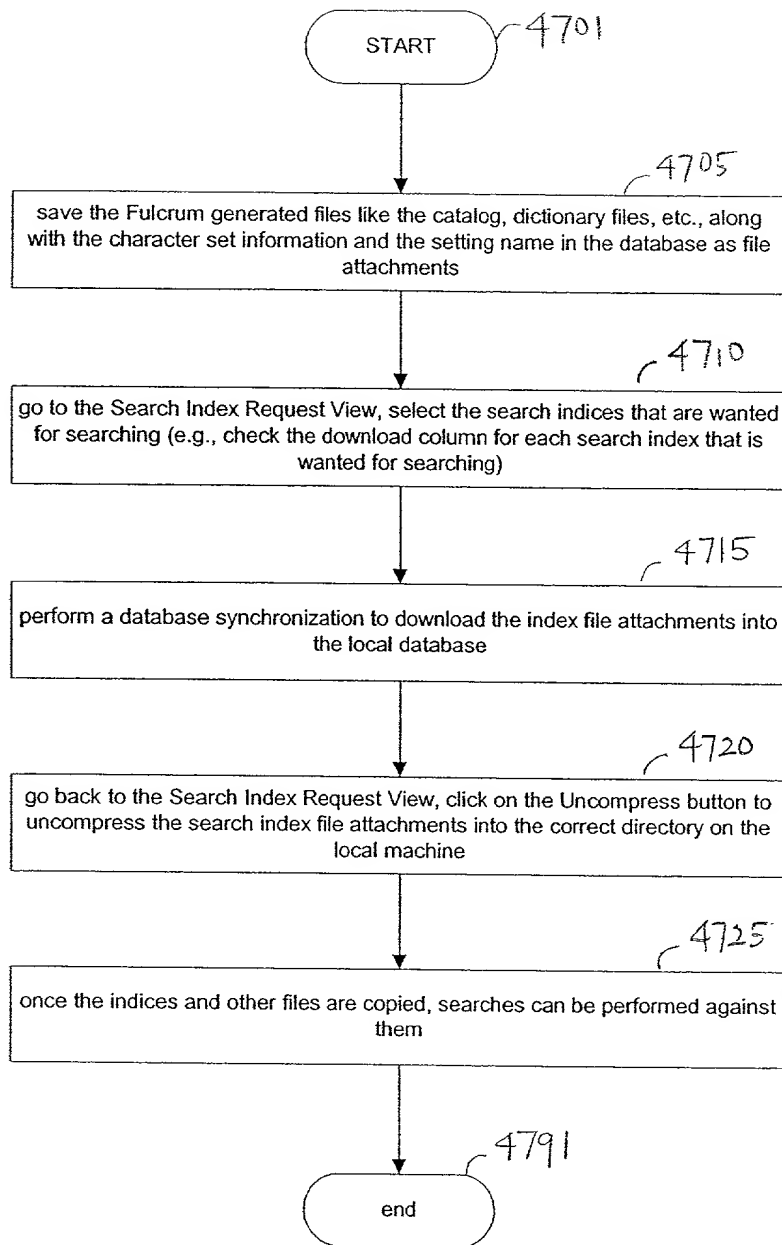 START
4701
4705
save the Fulcrum generated files like the catalog, dictionary files, etc., along
with the character set information and the setting name in the database as file
attachments
4710
go to the Search Index Request View, select the search indices that are wanted
for searching (e.g., check the download column for each search index that is
wanted for searching)
4715
perform a database synchronization to download the index file attachments into
the local database
4720
go back to the Search Index Request View, click on the Uncompress button to
uncompress the search index file attachments into the correct directory on the
local machine
4725
once the indices and other files are copied, searches can be performed against
them
4791
end